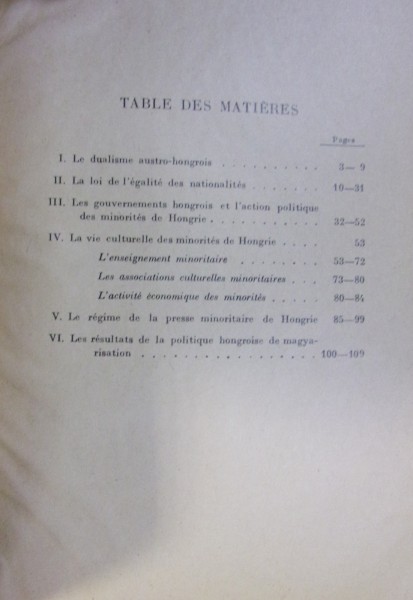 TABLE DES MATIÈRES
Pages
I. Le dualisme austro-hongrois . . . . . . . . . . 3—9
II. La loi de l'égalité des nationalités . . . . . . . 10—31
III. Les gouvernements hongrois et l'action politique
des minorités de Hongrie . . . . . . . . . . . 32—52
IV. La vie culturelle des minorités de Hongrie . . . . 53
L'enseignement minoritaire . . . . . . . . 53—72
Les associations culturelles minoritaires . . . 73—80
L'activité économique des minorités . . . . . 80—84
V. Le régime de la presse minoritaire de Hongrie 85—99
VI. Les résultats de la politique hongroise de magya-
risation . . . . . . . . . . . . . . . . 100—109